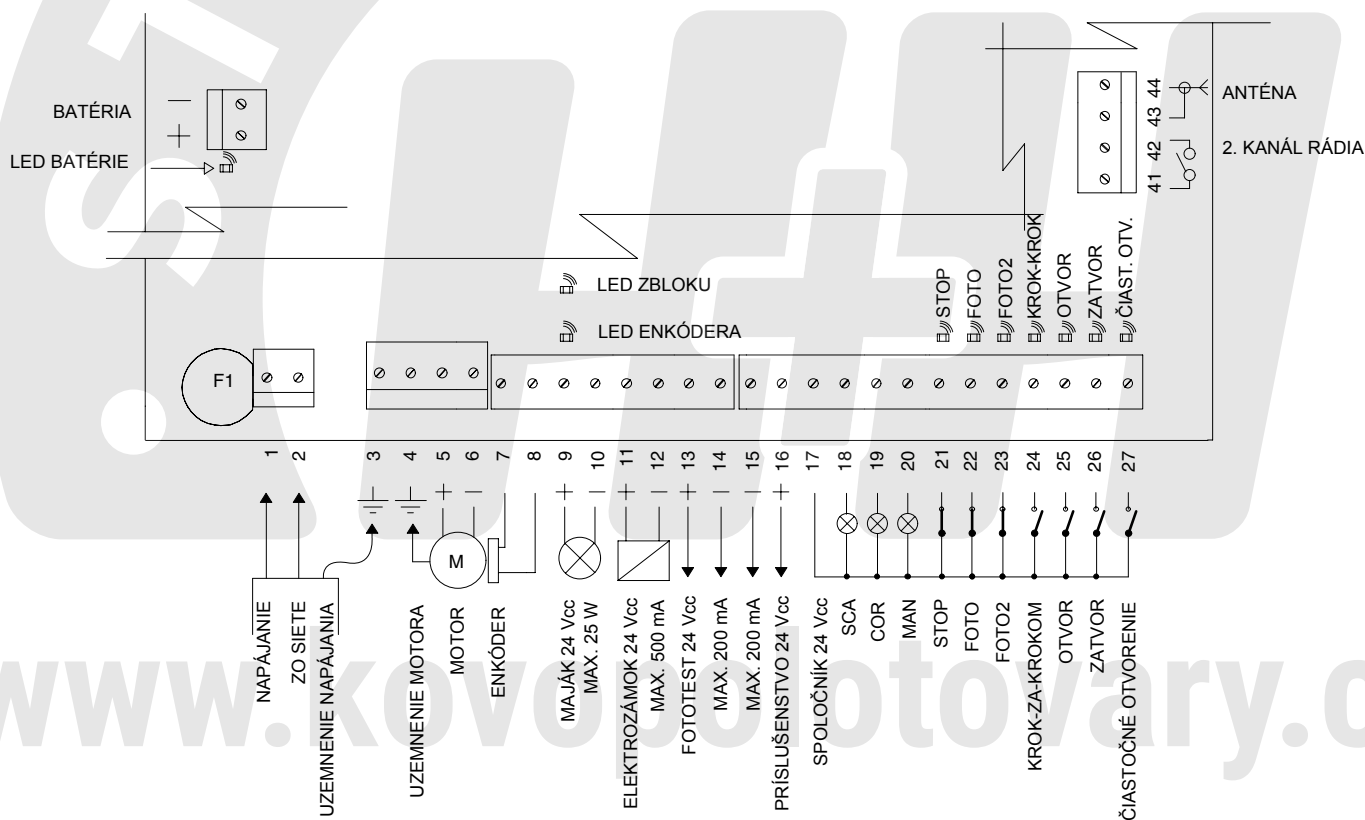 BATÉRIA
LED BATÉRIE
44
43
42
41
ANTÉNA
2. KANÁL RÁDIA
LED ZBLOKU
LED ENKÓDERA
STOP
FOTO
FOTO2
KROK-KROK
OTVOR
ZATVOR
ČIAST. OTV.
F1
1
2
3
4
5
6
7
8
9
10
11
12
13
14
15
16
17
18
19
20
21
22
23
24
25
26
27
M
NAPÁJANIE
ZO SIETE
UZEMNENIE NAPÁJANIA
UZEMNENIE MOTORA
MOTOR
ENKÓDER
MAJÁK 24 Vcc
MAX. 25 W
ELEKTROZÁMOK 24 Vcc
MAX. 500 mA
FOTOTEST 24 Vcc
MAX. 200 mA
MAX. 200 mA
PRÍSLUŠENSTVO 24 Vcc
SPOLOČNÍK 24 Vcc
SCA
COR
MAN
STOP
FOTO
FOTO2
KROK-ZA-KROKOM
OTVOR
ZATVOR
ČIASTOČNÉ OTVORENIE
www.kovopolotovary.c